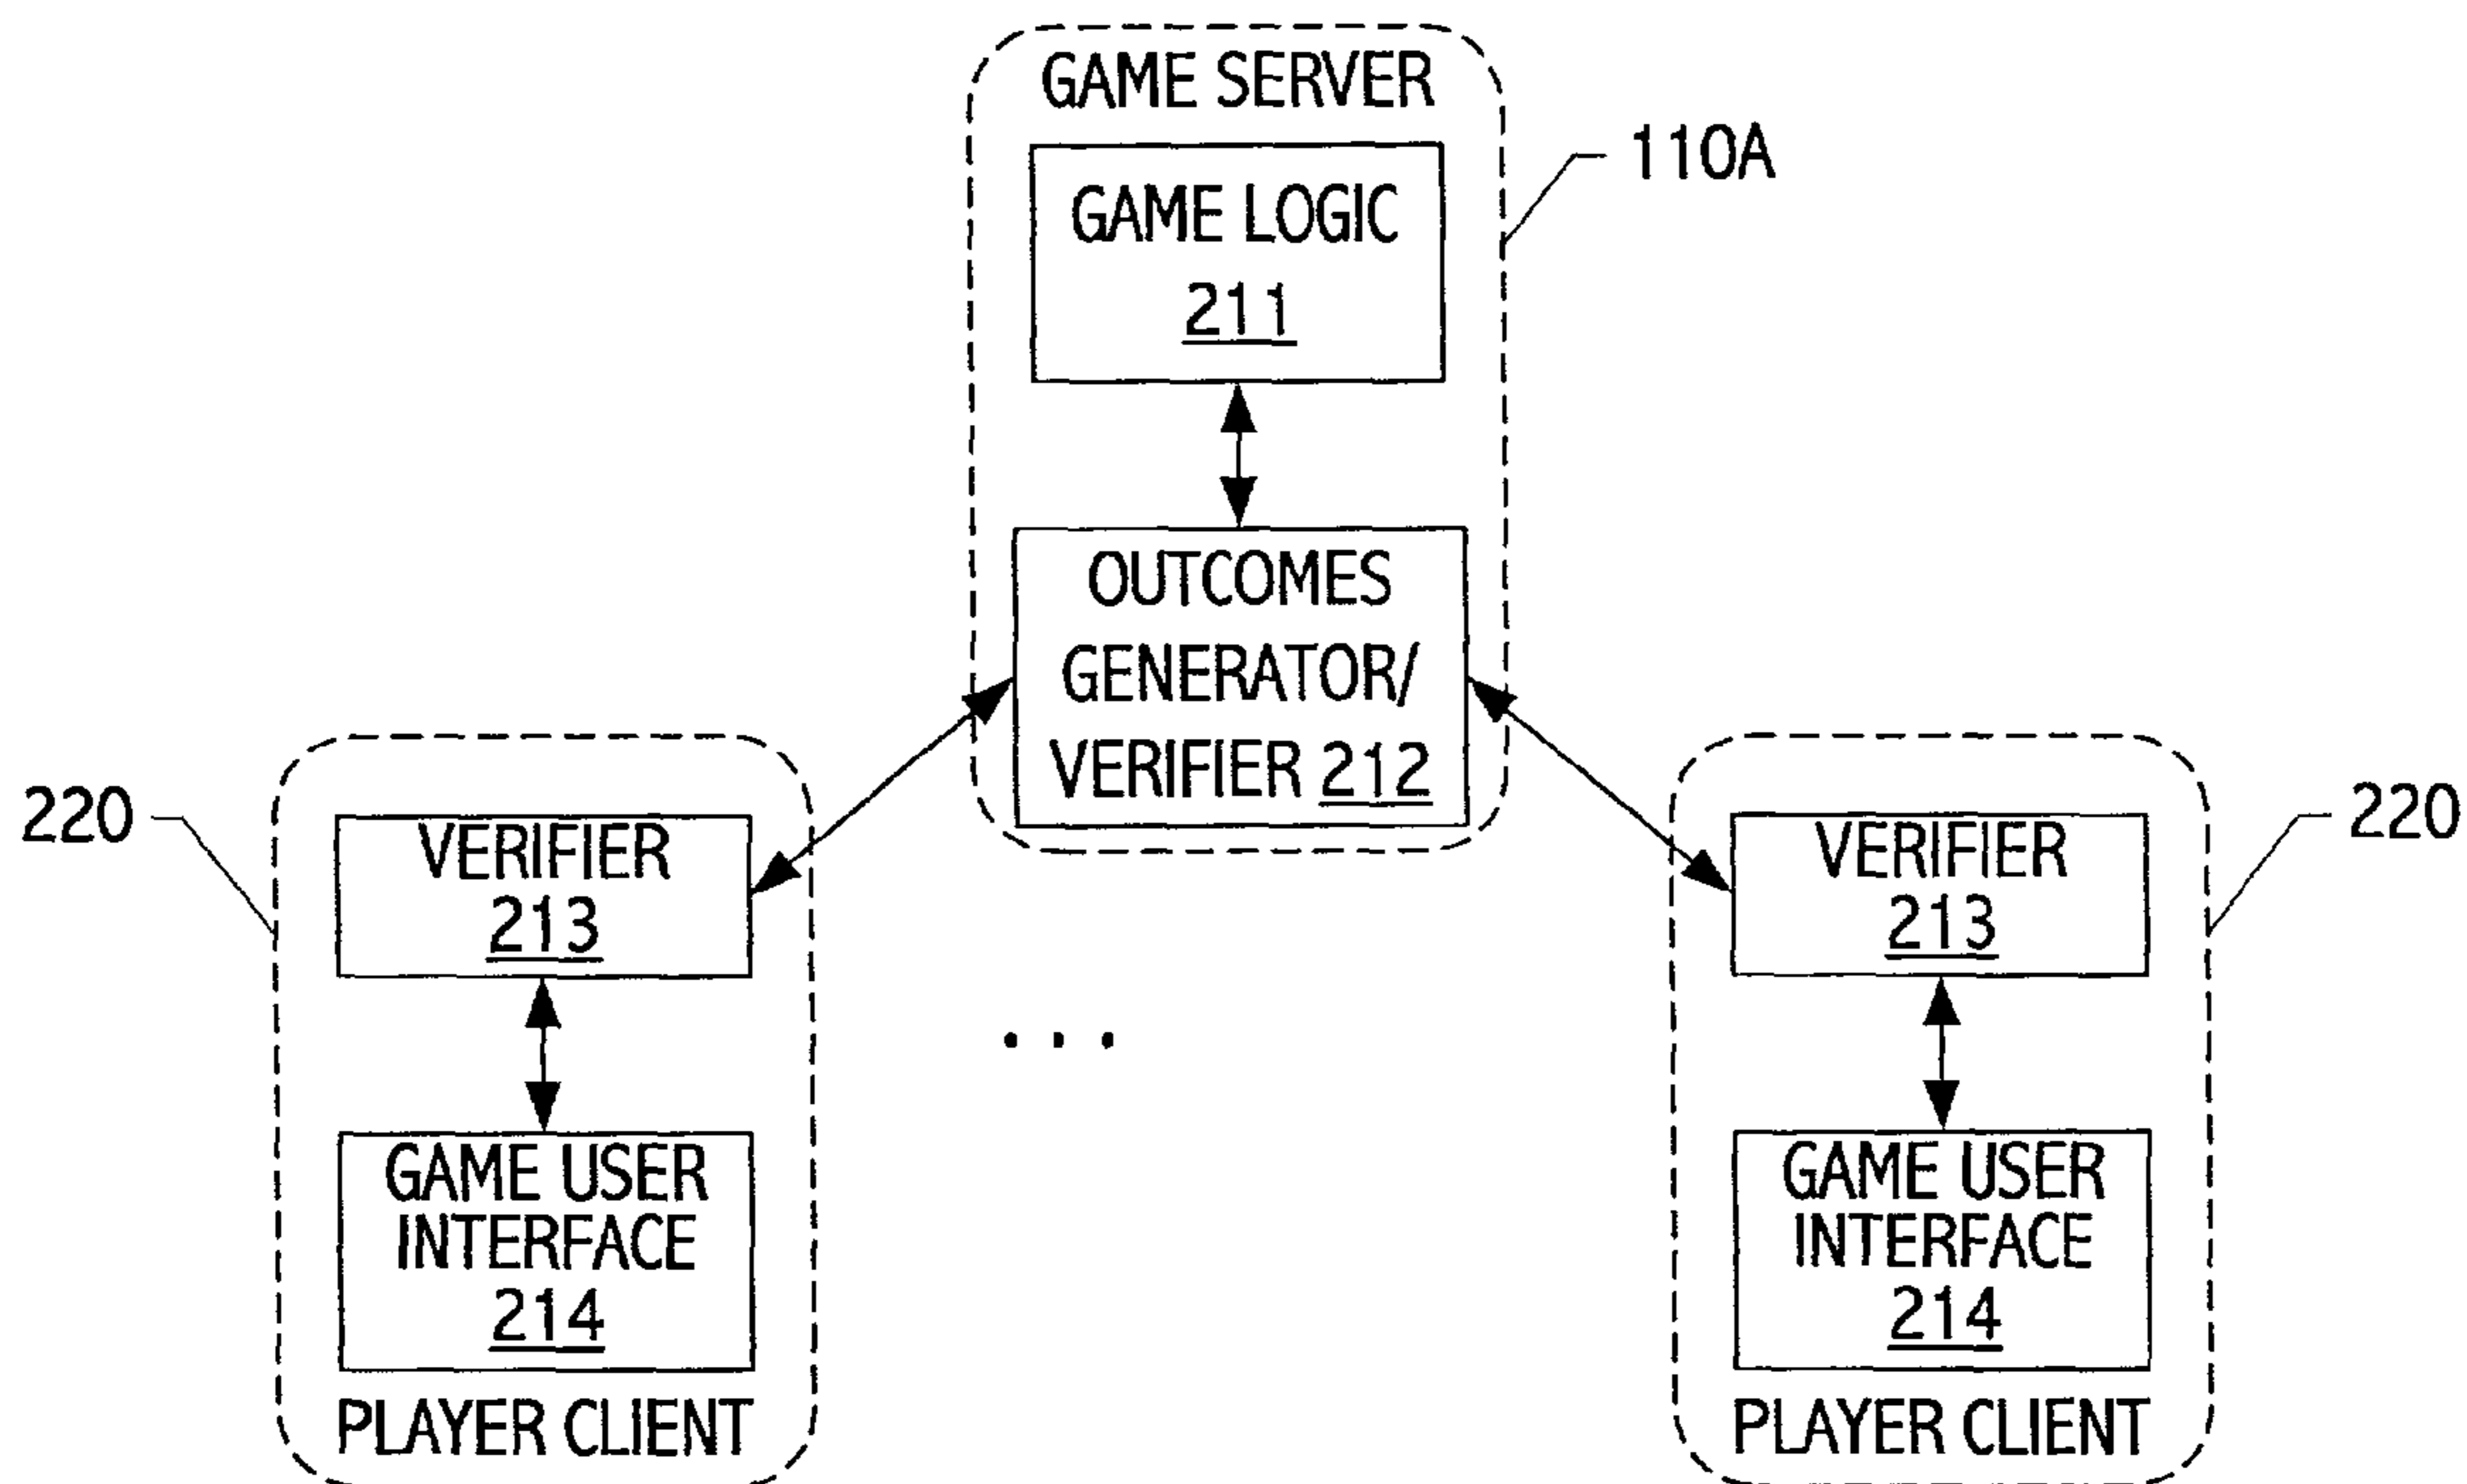 GAME SERVER
110A
GAME LOGIC
211
OUTCOMES
GENERATOR/
VERIFIER 212
220
VERIFIER
213
GAME USER
INTERFACE
214
PLAYER CLIENT
. . .
220
VERIFIER
213
GAME USER
INTERFACE
214
PLAYER CLIENT